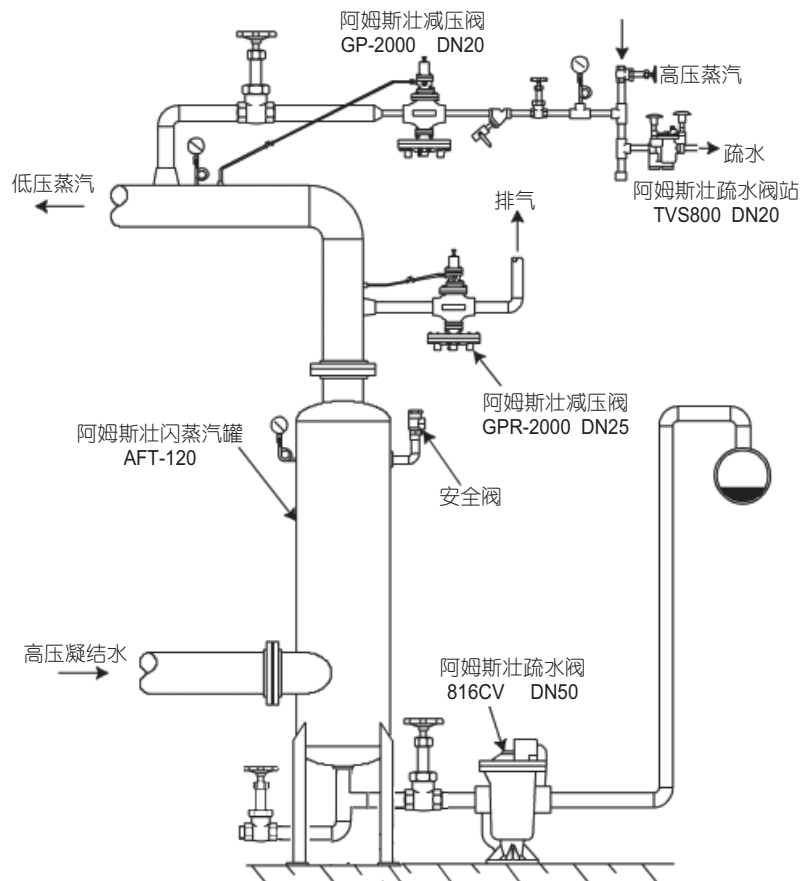 阿姆斯壮减压阀
GP-2000 DN20
高压蒸汽
疏水
阿姆斯壮疏水阀站
TVS800 DN20
低压蒸汽
排气
阿姆斯壮减压阀
GPR-2000 DN25
阿姆斯壮闪蒸汽罐
AFT-120
安全阀
高压凝结水
阿姆斯壮疏水阀
816CV DN50